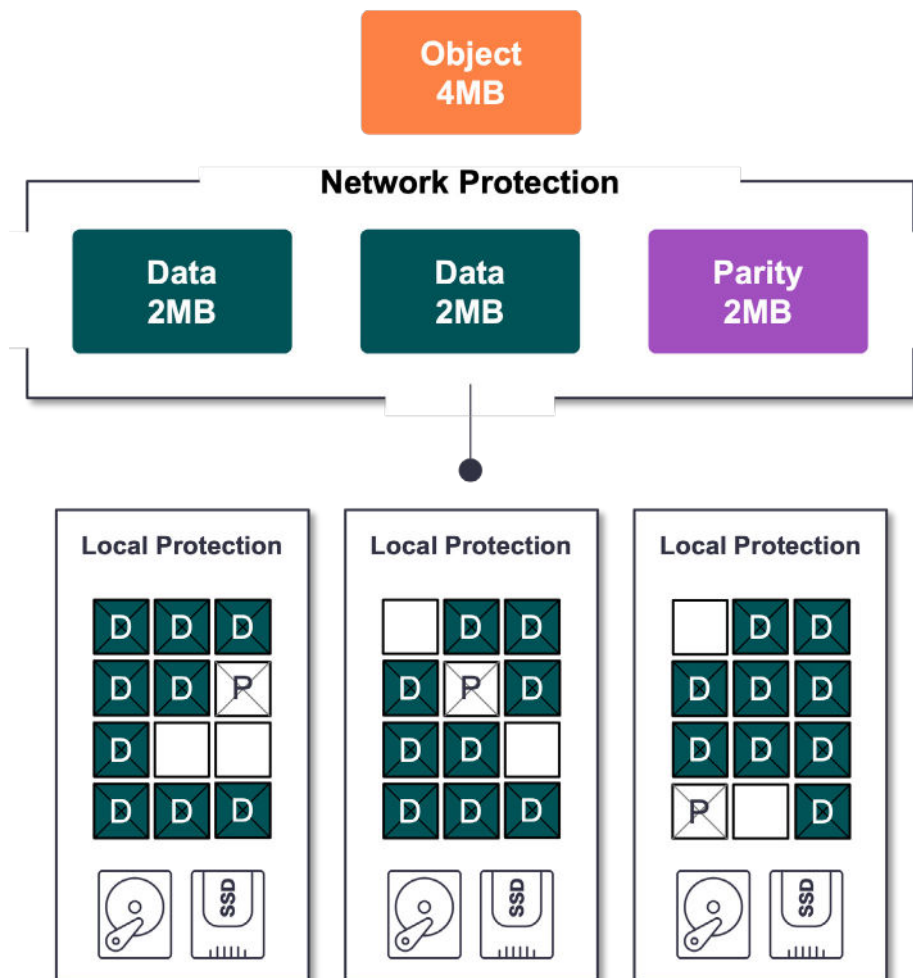 Object
4MB
Network Protection
Data
2MB
Data
2MB
Parity
2MB
Local Protection
D D D
D D P
D
D D D
SSD
Local Protection
D D
D P D
D D
D D D
SSD
Local Protection
D D
D D D
D D D
P D
SSD